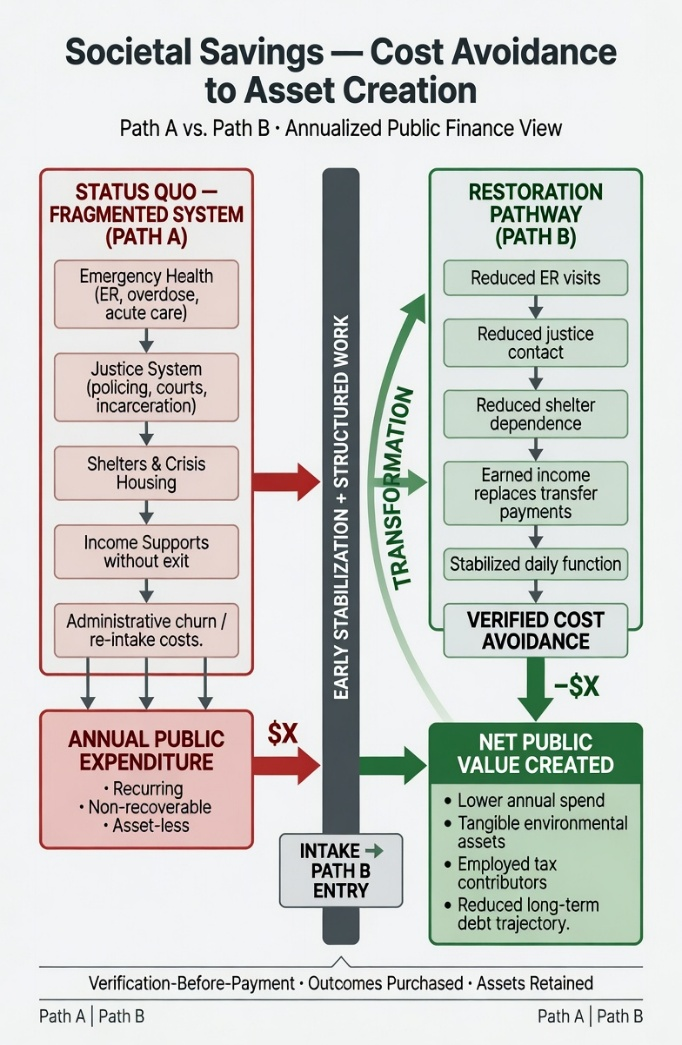 Societal Savings — Cost Avoidance
to Asset Creation
Path A vs. Path B • Annualized Public Finance View
STATUS QUO —
FRAGMENTED SYSTEM
(PATH A)
Emergency Health
(ER, overdose,
acute care)
Justice System
(policing, courts,
incarceration)
Shelters & Crisis
Housing
Income Supports
without exit
Administrative churn /
re-intake costs.
ANNUAL PUBLIC
EXPENDITURE
• Recurring
• Non-recoverable
• Asset-less
$X
EARLY STABILIZATION + STRUCTURED WORK
INTAKE →
PATH B
ENTRY
TRANSFORMATION
RESTORATION
PATHWAY
(PATH B)
Reduced ER visits
Reduced justice
contact
Reduced shelter
dependence
Earned income
replaces transfer
payments
Stabilized daily function
VERIFIED COST
AVOIDANCE
–$X
NET PUBLIC
VALUE CREATED
• Lower annual spend
• Tangible environmental
assets
• Employed tax
contributors
• Reduced long-term
debt trajectory.
Verification-Before-Payment • Outcomes Purchased • Assets Retained
Path A | Path B
Path A | Path B